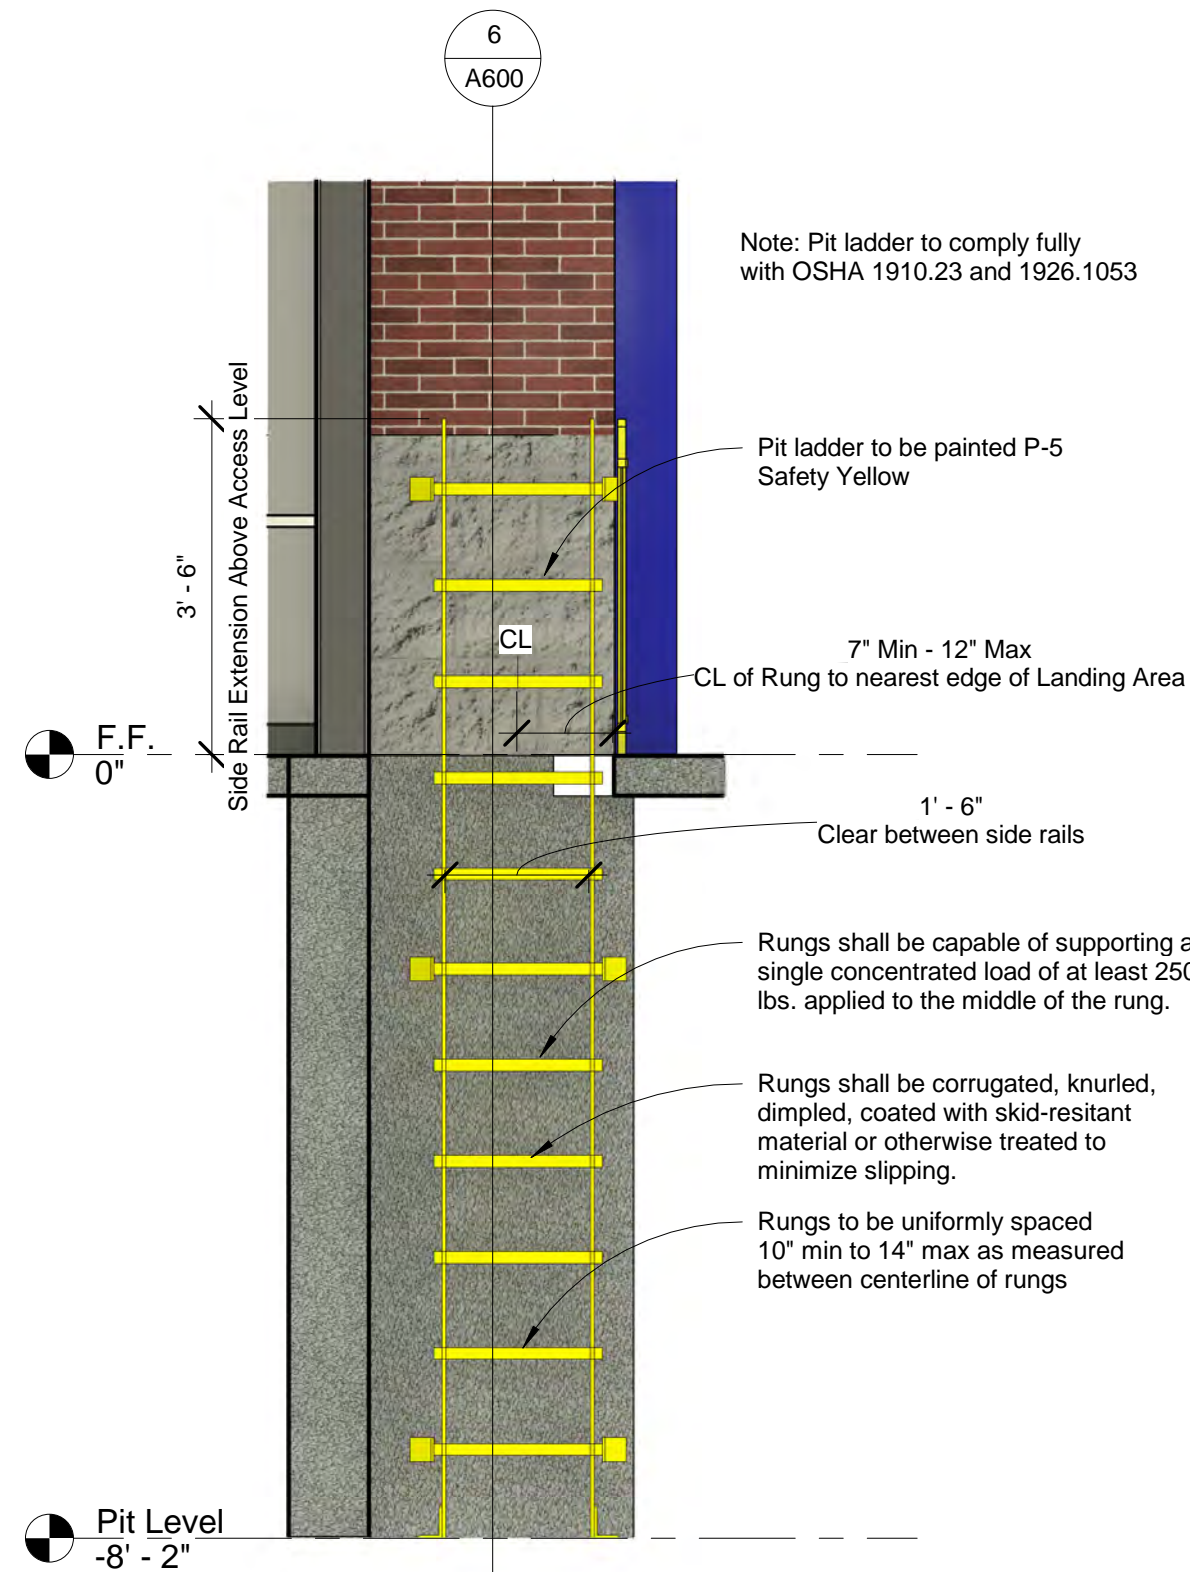 6
A600
Note: Pit ladder to comply fully
with OSHA 1910.23 and 1926.1053
Side Rail Extension Above Access Level
3' - 6"
Pit ladder to be painted P-5
Safety Yellow
CL
7" Min - 12" Max
CL of Rung to nearest edge of Landing Area
F.F.
0"
1' - 6"
Clear between side rails
Rungs shall be capable of supporting a
single concentrated load of at least 250
lbs. applied to the middle of the rung.
Rungs shall be corrugated, knurled,
dimpled, coated with skid-resitant
material or otherwise treated to
minimize slipping.
Rungs to be uniformly spaced
10" min to 14" max as measured
between centerline of rungs
Pit Level
-8' - 2"